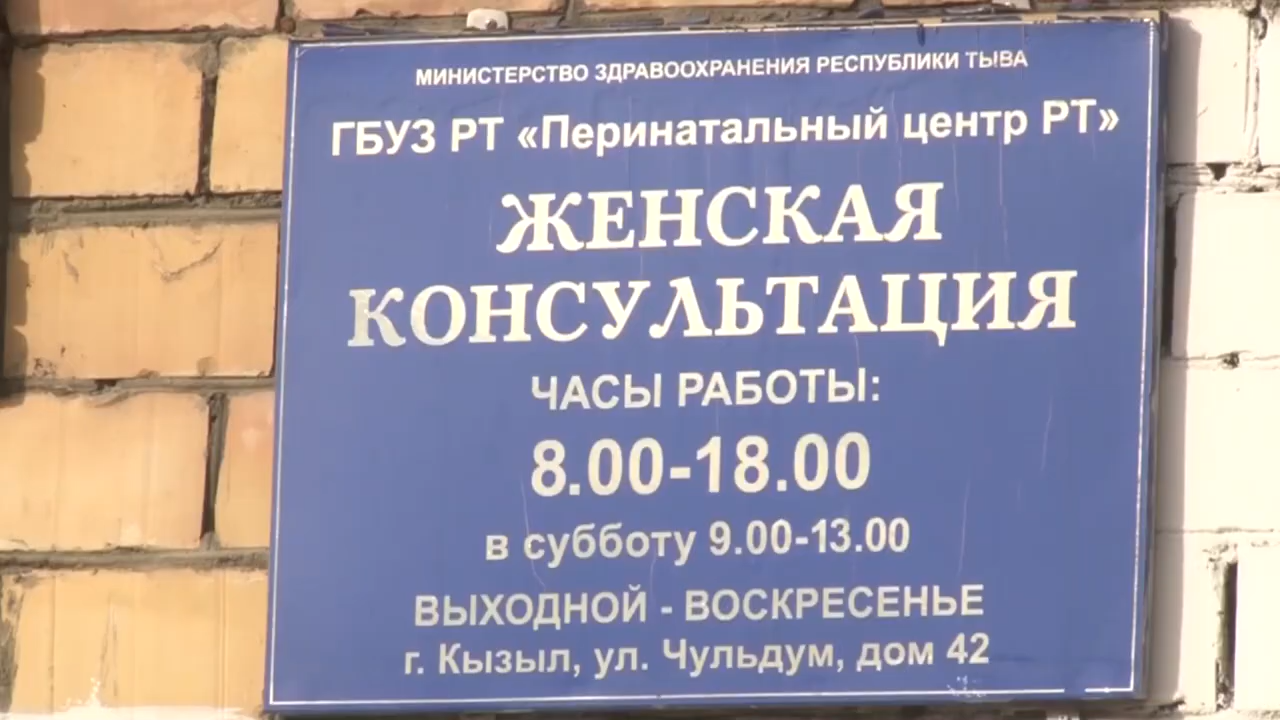 МИНИСТЕРСТВО ЗДРАВООХРАНЕНИЯ РЕСПУБЛИКИ ТЫВА
ГБУЗ РТ «Перинатальный центр РТ»
ЖЕНСКАЯ
КОНСУЛЬТАЦИЯ
ЧАСЫ РАБОТЫ:
8.00-18.00
в субботу 9.00-13.00
ВЫХОДНОЙ - ВОСКРЕСЕНЬЕ
г. Кызыл, ул. Чульдум, дом 42